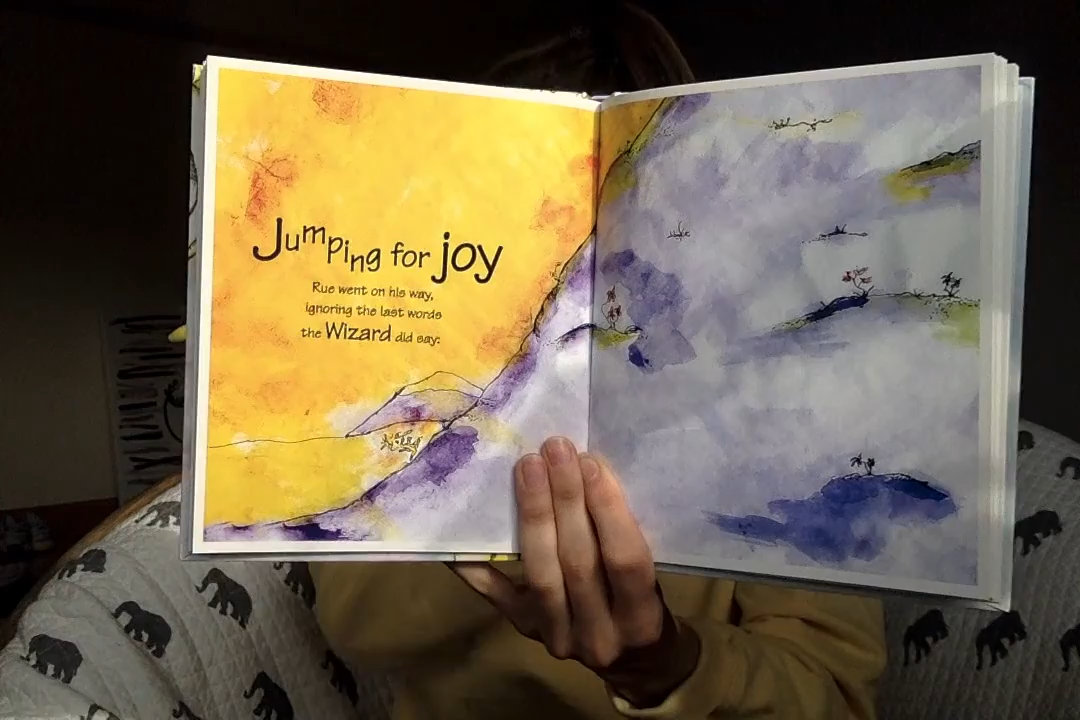 Jumping for joy
Rue went on his way,
ignoring the last words
the Wizard did say: